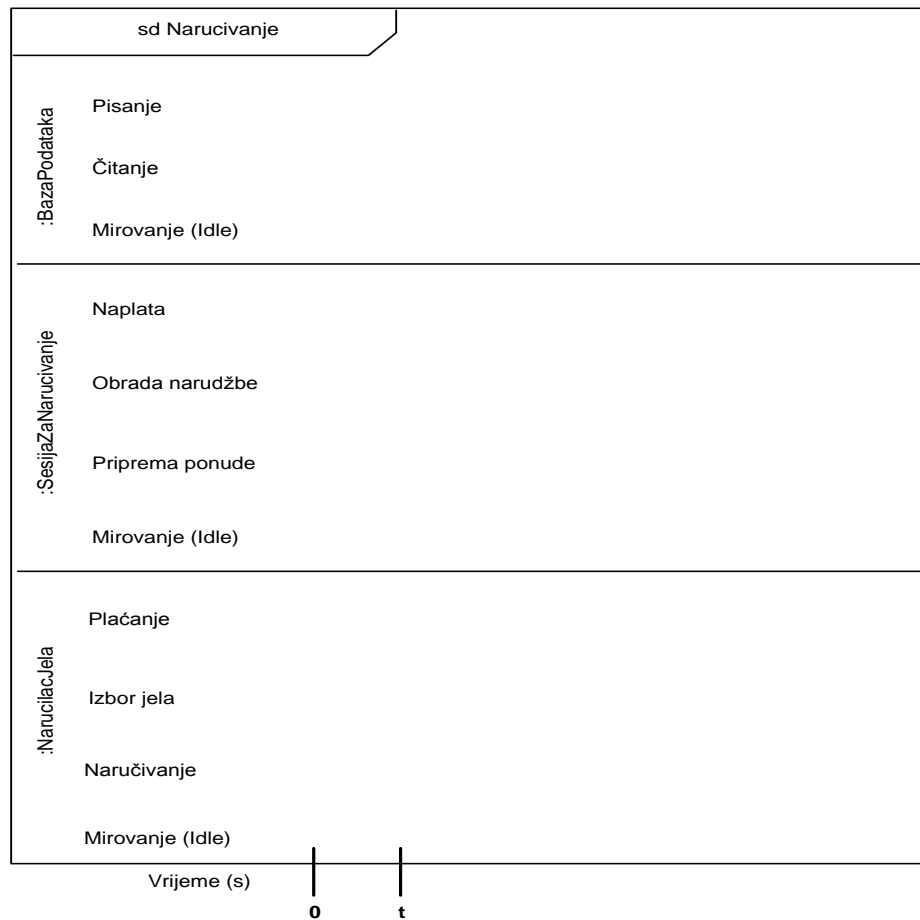 sd Narucivanje
:BazaPodataka
Pisanje
Čitanje
Mirovanje (Idle)
:SesijaZaNarucivanje
Naplata
Obrada narudžbe
Priprema ponude
Mirovanje (Idle)
:NarucilacJela
Plaćanje
Izbor jela
Naručivanje
Mirovanje (Idle)
Vrijeme (s)
0 t